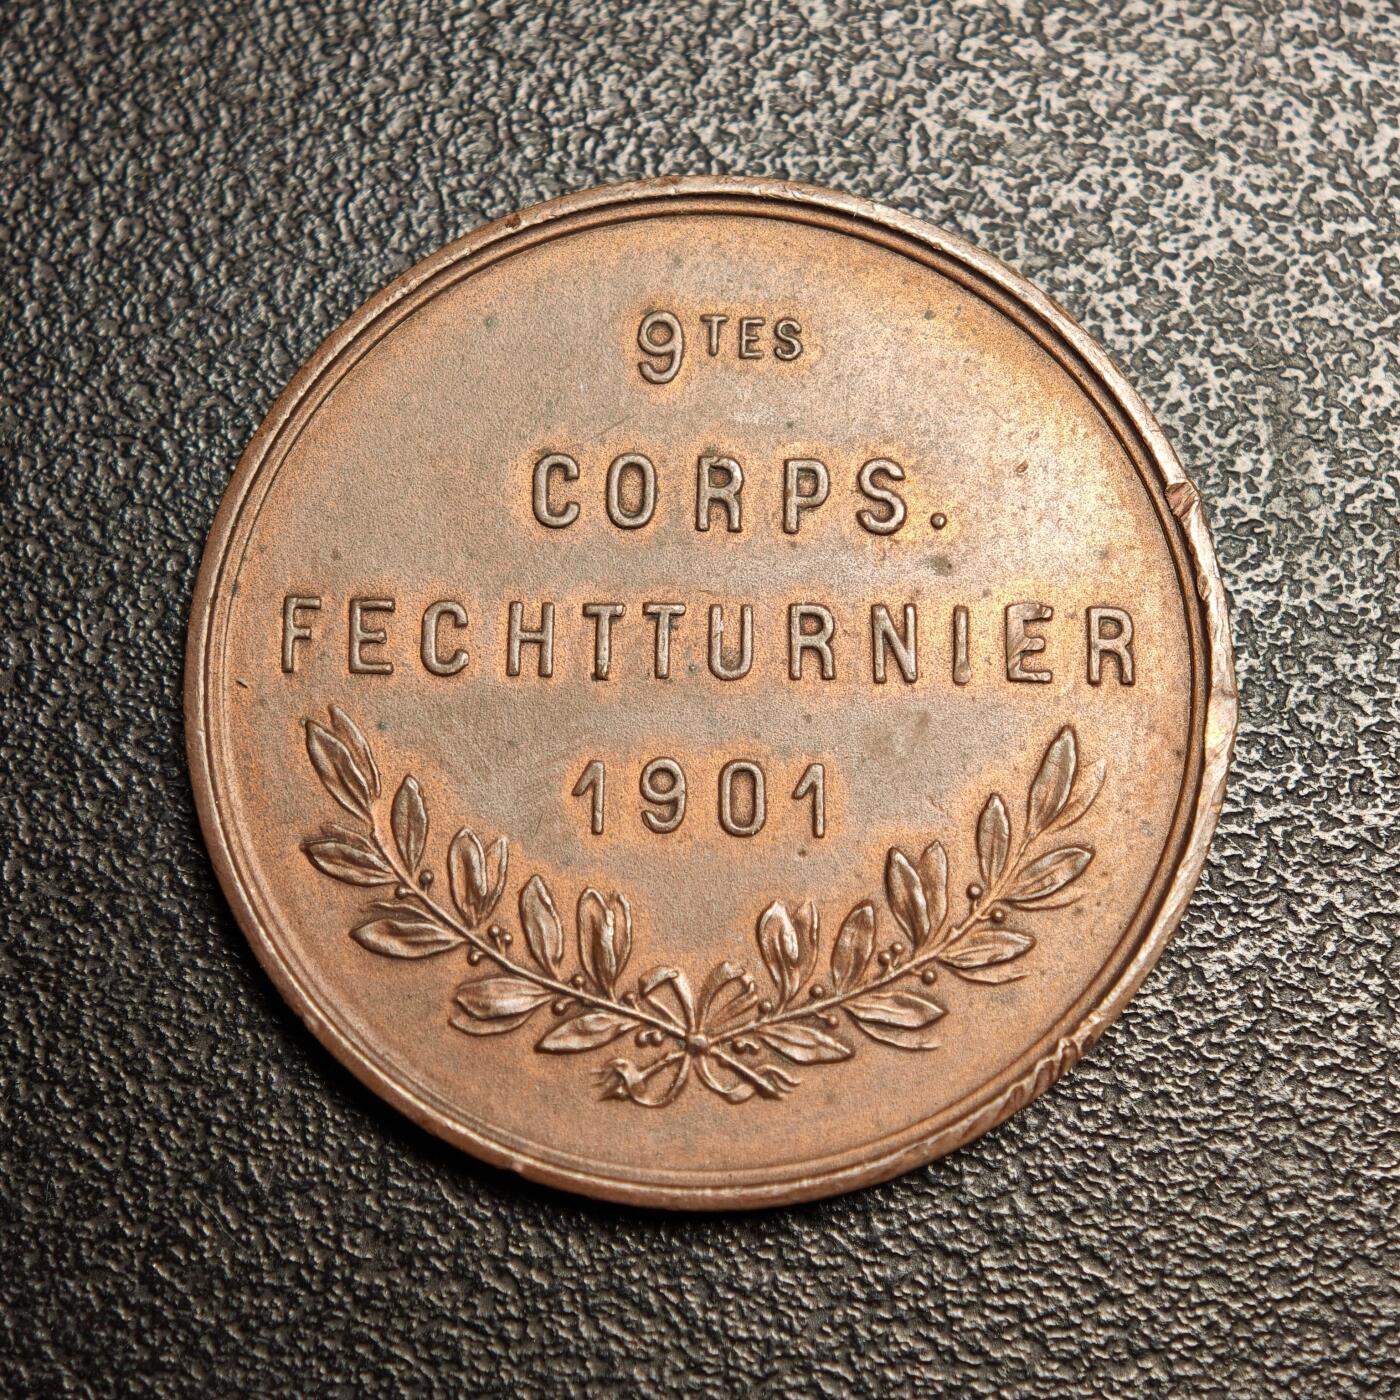 9TES
CORPS.
FECHTTURNIER
1901